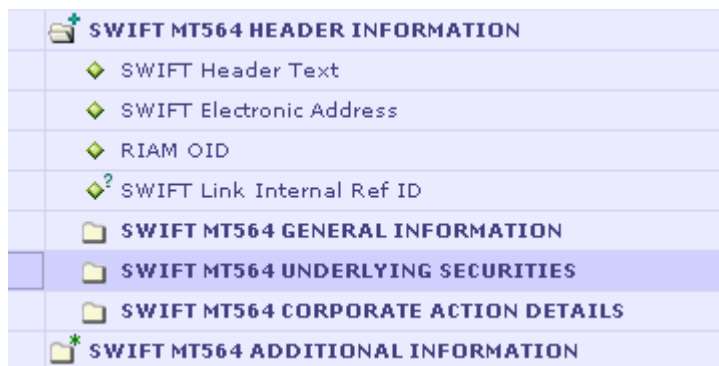 SWIFT MT564 HEADER INFORMATION
SWIFT Header Text
SWIFT Electronic Address
RIAM OID
? SWIFT Link Internal Ref ID
SWIFT MT564 GENERAL INFORMATION
SWIFT MT564 UNDERLYING SECURITIES
SWIFT MT564 CORPORATE ACTION DETAILS
SWIFT MT564 ADDITIONAL INFORMATION